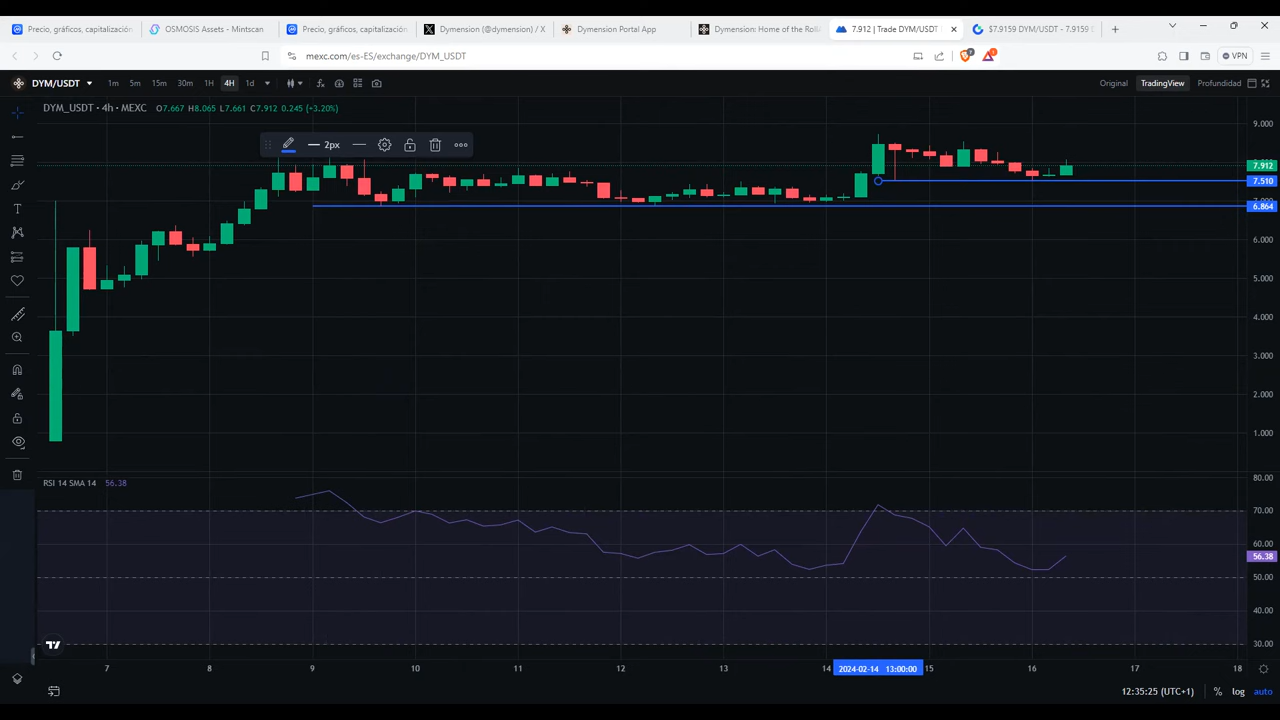 Precio, gráficos, capitalización
OSMOSIS Assets - Mintscan
Precio, gráficos, capitalización
Dymension (@dymension) / X
Dymension Portal App
Dymension: Home of the Roll
7.912 | Trade DYM/USDT
$7.9159 DYM/USDT - 7.9159
mexc.com/es-ES/exchange/DYM_USDT
VPN
DYM/USDT
1m 5m 15m 30m 1H 4H 1d
Original TradingView Profundidad
DYM_USDT · 4h · MEXC O7.667 H8.065 L7.661 C7.912 0.245 (+3.20%)
2px
9.000
7.912
7.510
6.864
6.000
5.000
4.000
3.000
2.000
1.000
RSI 14 SMA 14 56.38
80.00
70.00
60.00
56.38
50.00
40.00
30.00
7 8 9 10 11 12 13 14 2024-02-14 13:00:00 15 16 17 18
12:35:25 (UTC+1) % log auto